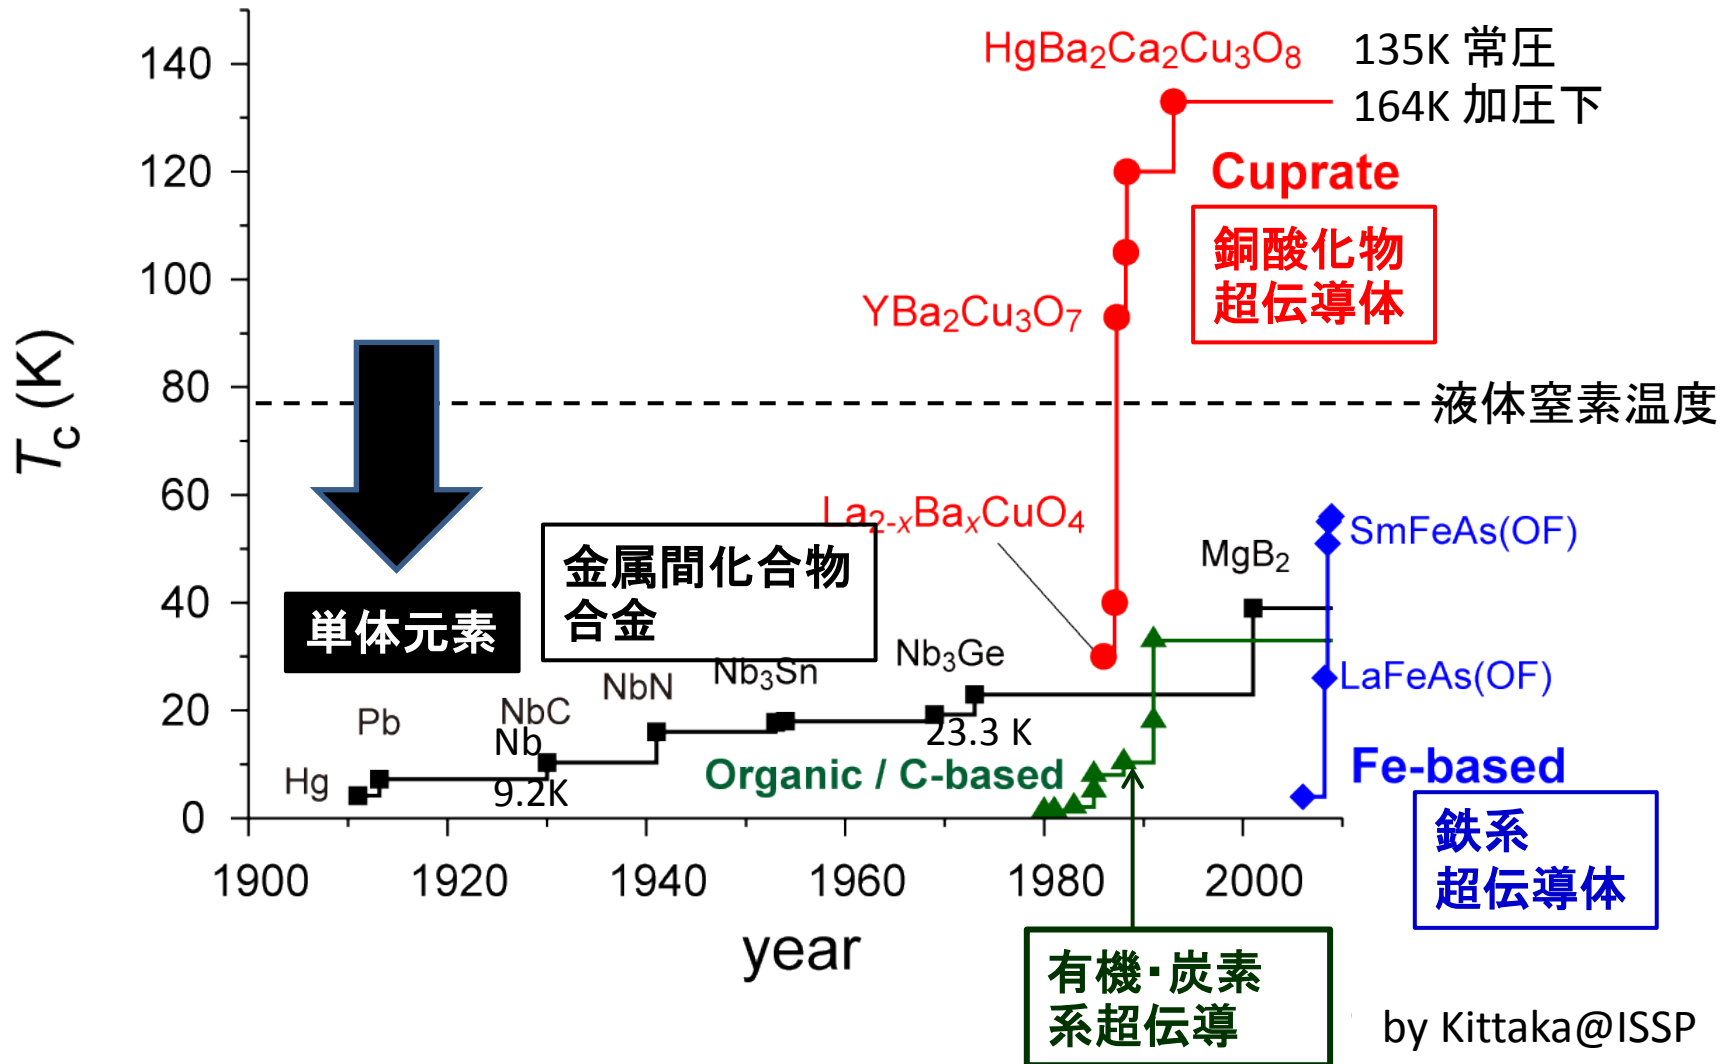 HgBa2Ca2Cu3O8
135K 常圧
164K 加圧下
Cuprate
銅酸化物
超伝導体
YBa2Cu3O7
液体窒素温度
La2-xBaxCuO4
SmFeAs(OF)
MgB2
金属間化合物
合金
単体元素
Nb3Ge
Nb3Sn
NbN
NbC
Nb
9.2K
Pb
Hg
23.3 K
LaFeAs(OF)
Organic / C-based
Fe-based
鉄系
超伝導体
有機・炭素
系超伝導
Tc (K)
140
120
100
80
60
40
20
0
1900
1920
1940
1960
1980
2000
year
by Kittaka@ISSP